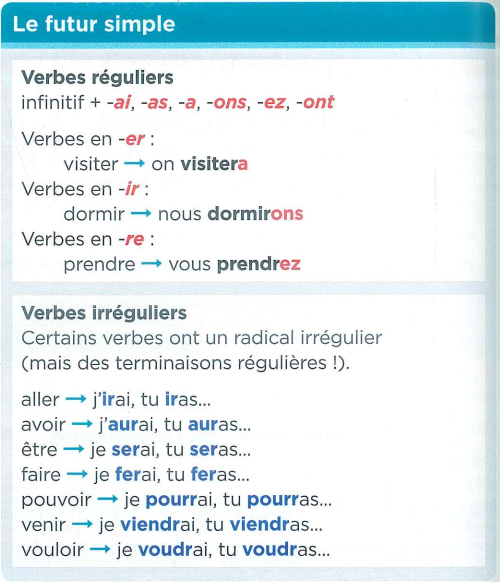 Le futur simple
Verbes réguliers
infinitif + -ai, -as, -a, -ons, -ez, -ont
Verbes en -er :
visiter → on visitera
Verbes en -ir :
dormir → nous dormirons
Verbes en -re :
prendre → vous prendrez
Verbes irréguliers
Certains verbes ont un radical irrégulier
(mais des terminaisons régulières !).
aller → j'irai, tu iras...
avoir → j'aurai, tu auras...
être → je serai, tu seras...
faire → je ferai, tu feras...
pouvoir → je pourrai, tu pourras...
venir → je viendrai, tu viendras...
vouloir → je voudrai, tu voudras...